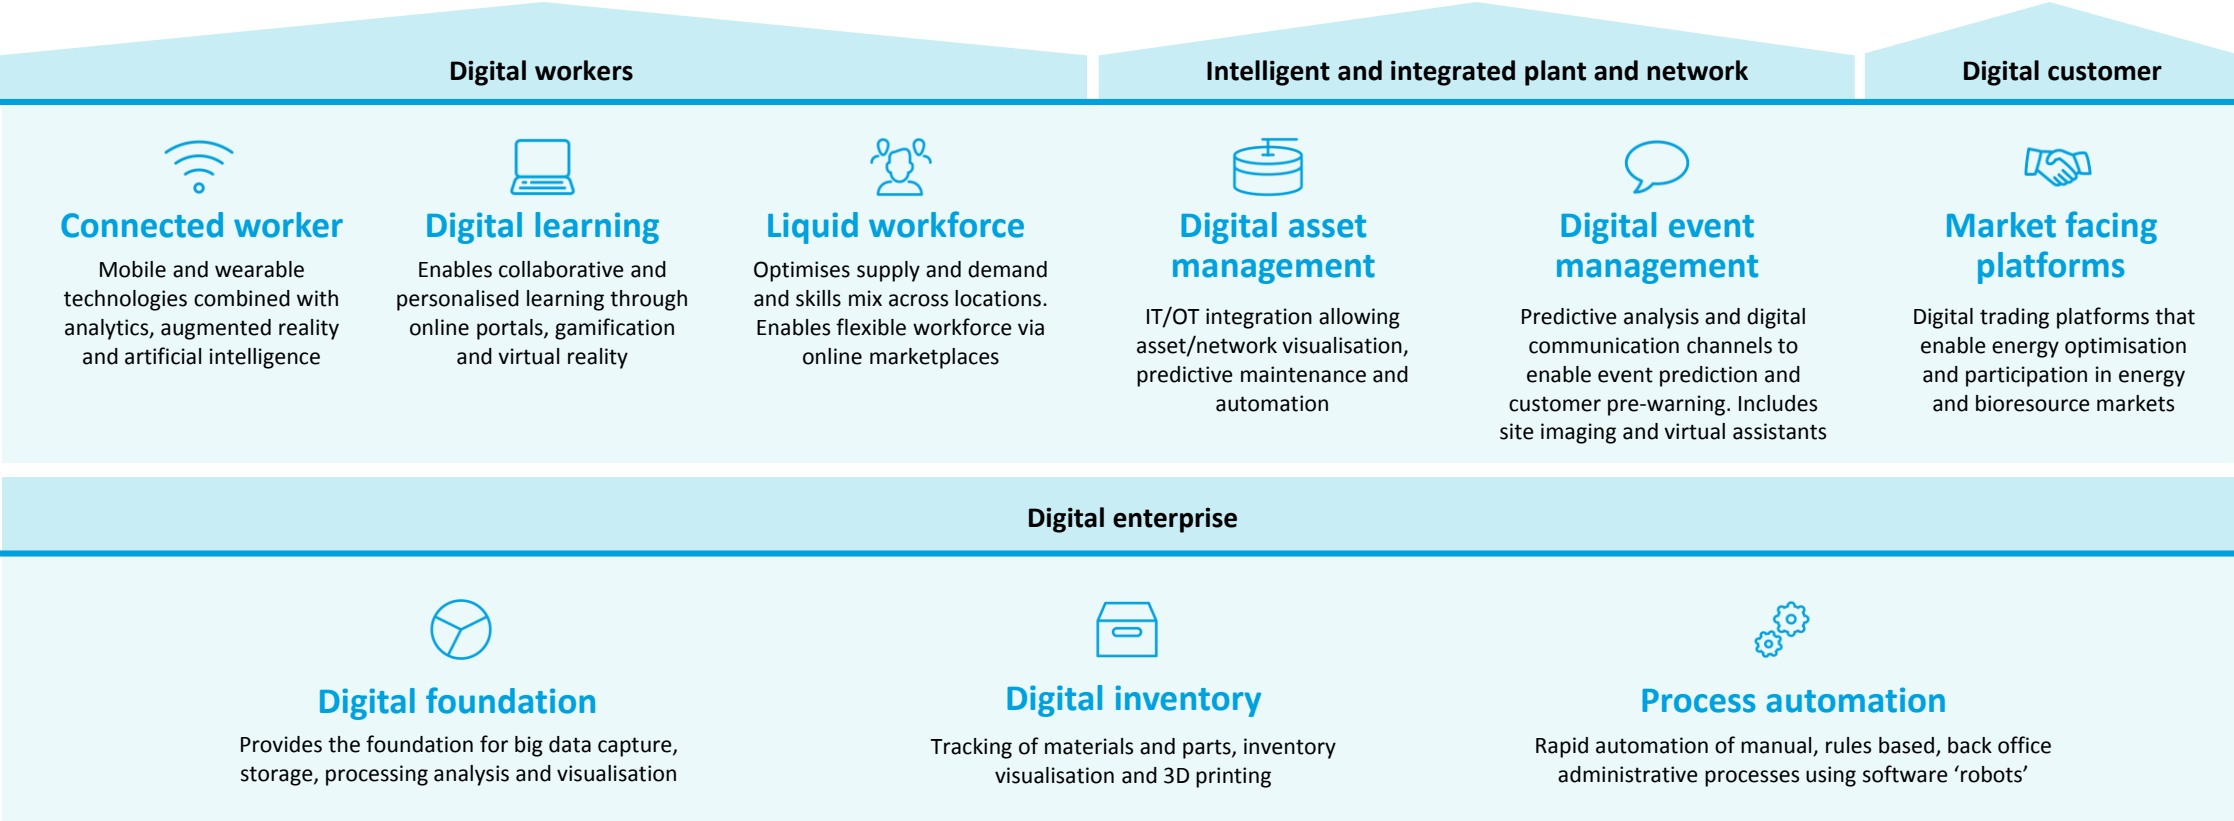 Digital workers
Intelligent and integrated plant and network
Digital customer
Connected worker
Mobile and wearable
technologies combined with
analytics, augmented reality
and artificial intelligence
Digital learning
Enables collaborative and
personalised learning through
online portals, gamification
and virtual reality
Liquid workforce
Optimises supply and demand
and skills mix across locations.
Enables flexible workforce via
online marketplaces
Digital asset
management
IT/OT integration allowing
asset/network visualisation,
predictive maintenance and
automation
Digital event
management
Predictive analysis and digital
communication channels to
enable event prediction and
customer pre-warning. Includes
site imaging and virtual assistants
Market facing
platforms
Digital trading platforms that
enable energy optimisation
and participation in energy
and bioresource markets
Digital enterprise
Digital foundation
Provides the foundation for big data capture,
storage, processing analysis and visualisation
Digital inventory
Tracking of materials and parts, inventory
visualisation and 3D printing
Process automation
Rapid automation of manual, rules based, back office
administrative processes using software ‘robots’